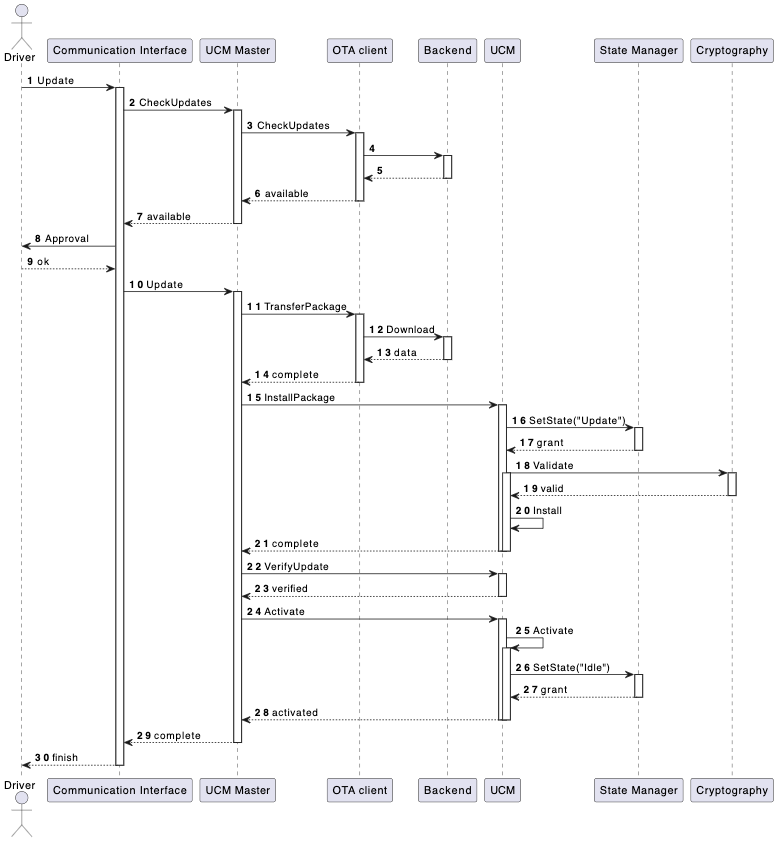 Driver
Communication Interface
UCM Master
OTA client
Backend
UCM
State Manager
Cryptography
1 Update
2 CheckUpdates
3 CheckUpdates
4
5
6 available
7 available
8 Approval
9 ok
10 Update
11 TransferPackage
12 Download
13 data
14 complete
15 InstallPackage
16 SetState("Update")
17 grant
18 Validate
19 valid
20 Install
21 complete
22 VerifyUpdate
23 verified
24 Activate
25 Activate
26 SetState("Idle")
27 grant
28 activated
29 complete
30 finish
Driver
Communication Interface
UCM Master
OTA client
Backend
UCM
State Manager
Cryptography